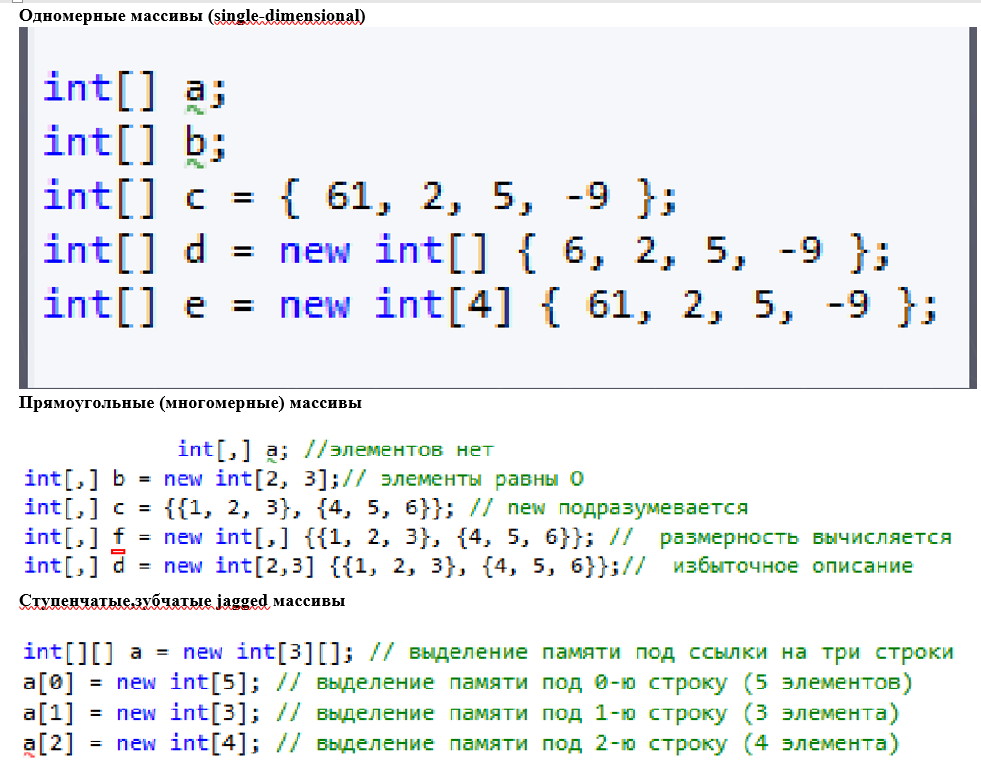 Одномерные массивы (single-dimensional)
int[] a;
int[] b;
int[] c = { 61, 2, 5, -9 };
int[] d = new int[] { 6, 2, 5, -9 };
int[] e = new int[4] { 61, 2, 5, -9 };
Прямоугольные (многомерные) массивы
int[,] a; //элементов нет
int[,] b = new int[2, 3];// элементы равны 0
int[,] c = {{1, 2, 3}, {4, 5, 6}}; // new подразумевается
int[,] f = new int[,] {{1, 2, 3}, {4, 5, 6}}; // размерность вычисляется
int[,] d = new int[2,3] {{1, 2, 3}, {4, 5, 6}};// избыточное описание
Ступенчатые,зубчатые jagged массивы
int[][] a = new int[3][]; // выделение памяти под ссылки на три строки
a[0] = new int[5]; // выделение памяти под 0-ю строку (5 элементов)
a[1] = new int[3]; // выделение памяти под 1-ю строку (3 элемента)
a[2] = new int[4]; // выделение памяти под 2-ю строку (4 элемента)